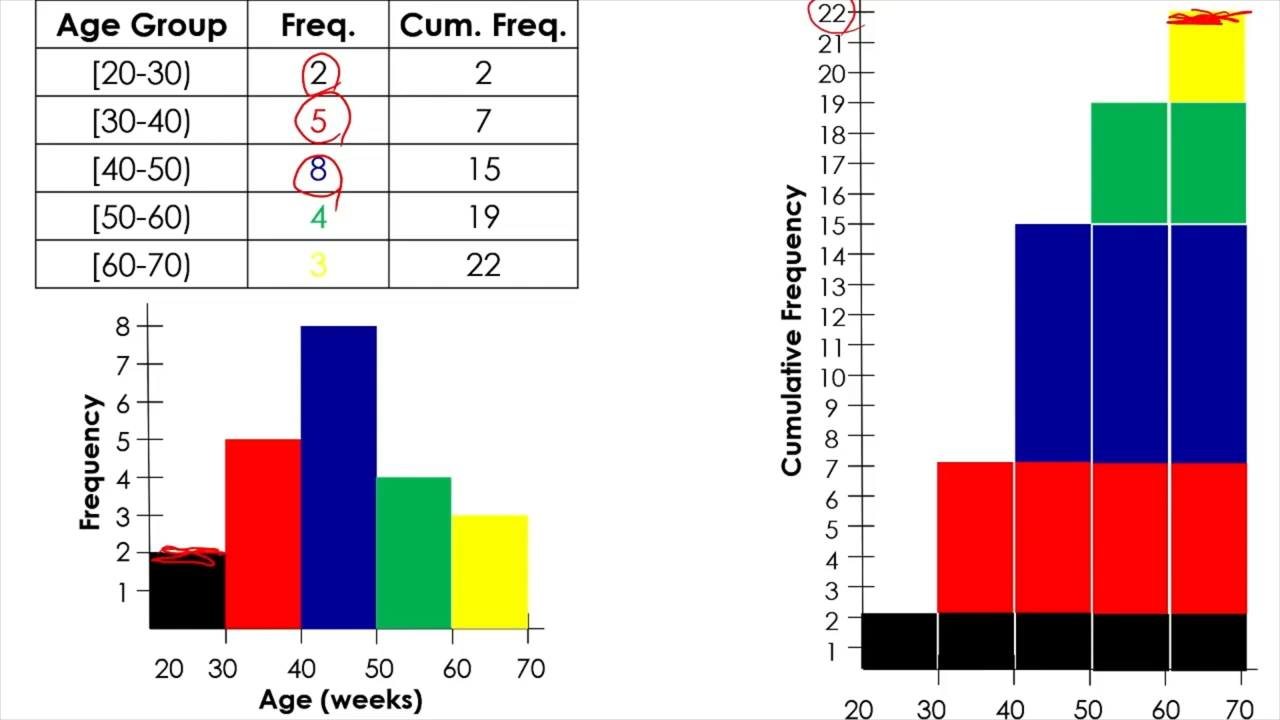 Age Group Freq. Cum. Freq.
[20-30) 2 2
[30-40) 5 7
[40-50) 8 15
[50-60) 4 19
[60-70) 3 22
8
7
6
5
4
3
2
1
Frequency
20 30 40 50 60 70
Age (weeks)
22
21
20
19
18
17
16
15
14
13
12
11
10
9
8
7
6
5
4
3
2
1
Cumulative Frequency
20 30 40 50 60 70